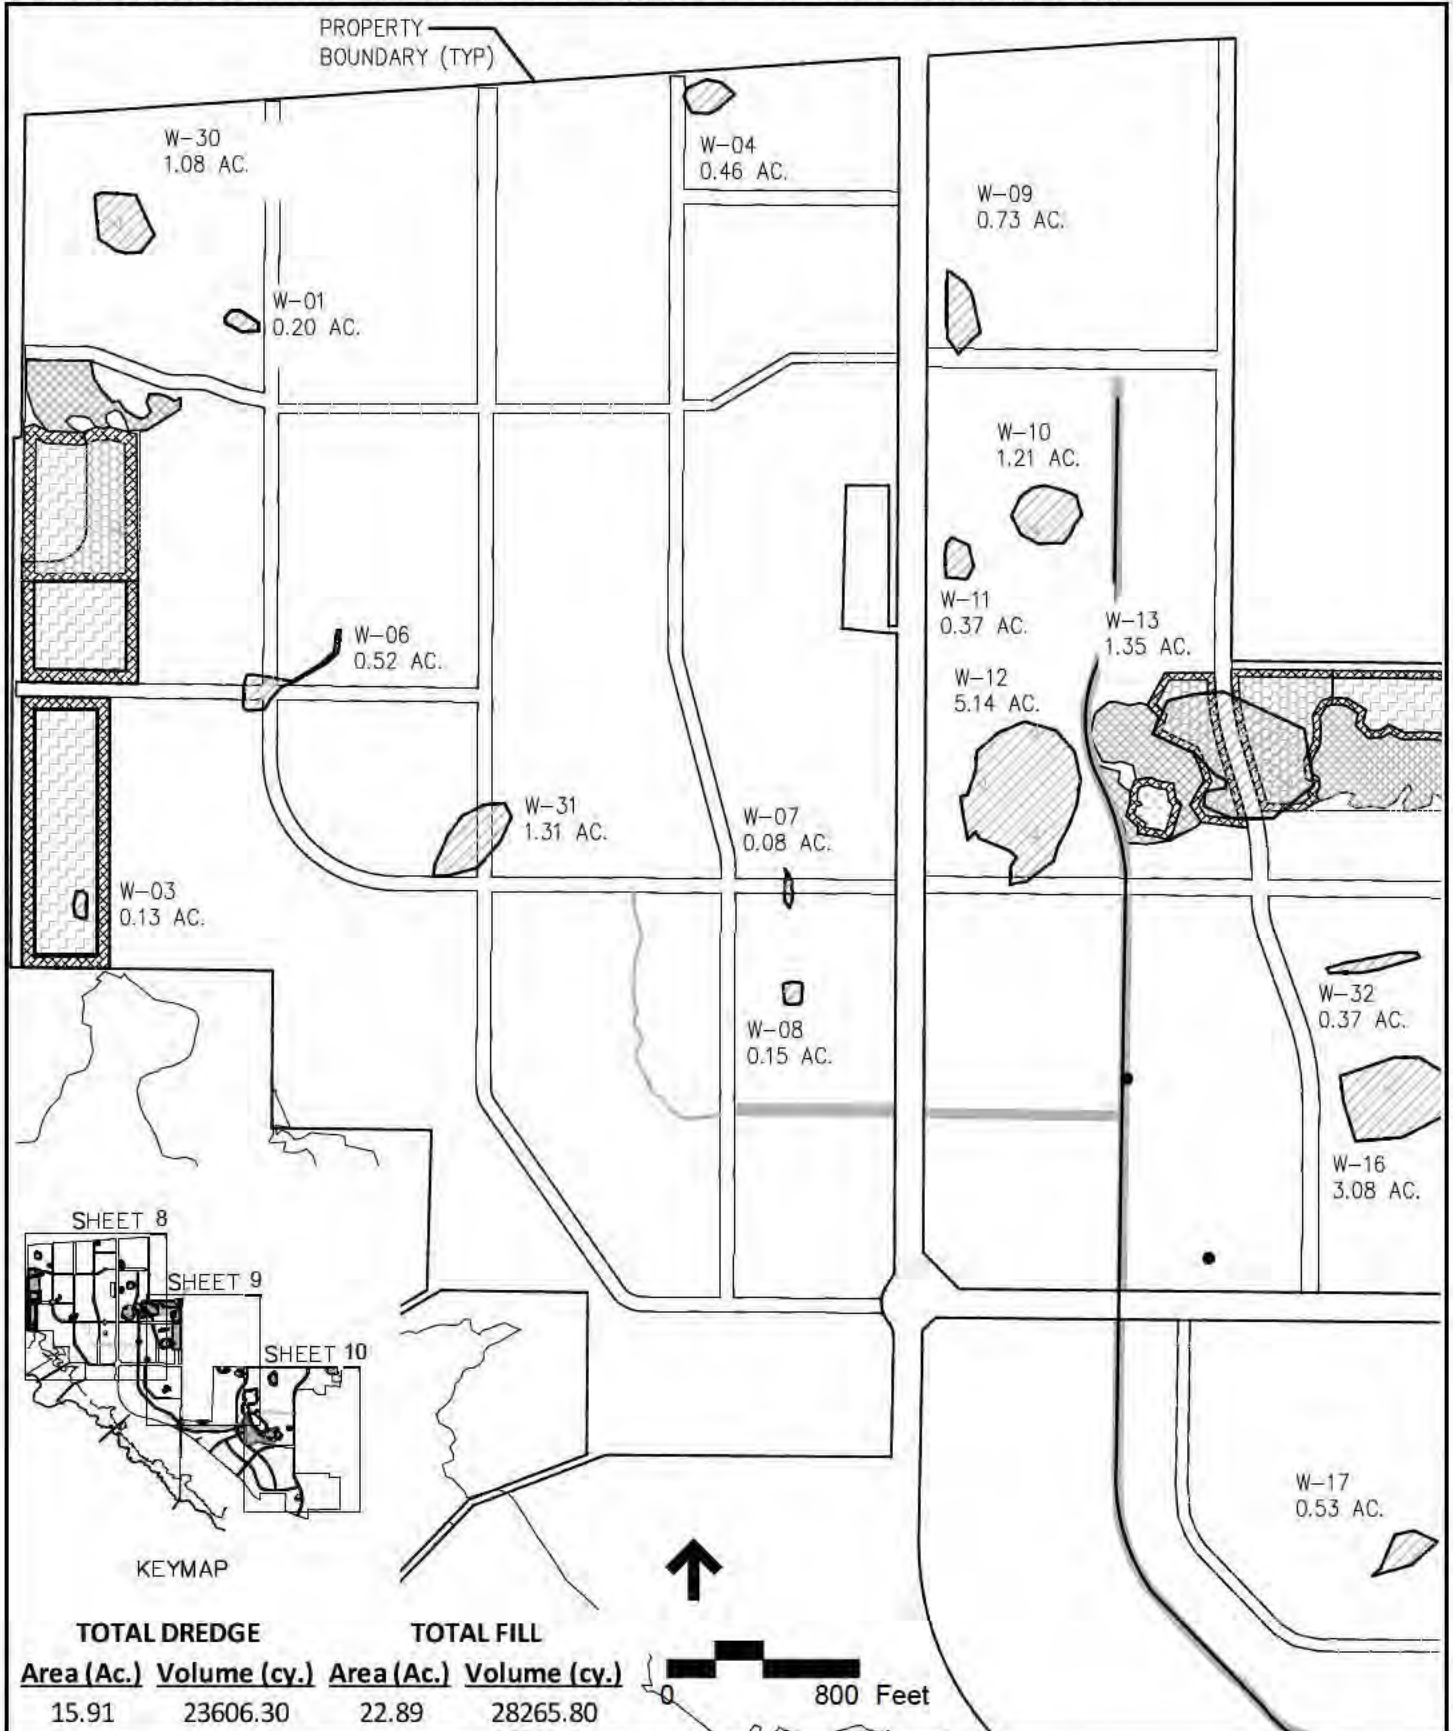 PROPERTY
BOUNDARY (TYP)
W-30
1.08 AC.
W-04
0.46 AC.
W-09
0.73 AC.
W-01
0.20 AC.
W-10
1.21 AC.
W-11
0.37 AC.
W-13
1.35 AC.
W-06
0.52 AC.
W-12
5.14 AC.
W-31
1.31 AC.
W-07
0.08 AC.
W-03
0.13 AC.
W-32
0.37 AC.
W-08
0.15 AC.
W-16
3.08 AC.
SHEET 8
SHEET 9
SHEET 10
KEYMAP
W-17
0.53 AC.
TOTAL DREDGE TOTAL FILL
Area (Ac.) Volume (cy.) Area (Ac.) Volume (cy.)
15.91 23606.30 22.89 28265.80
0 800 Feet